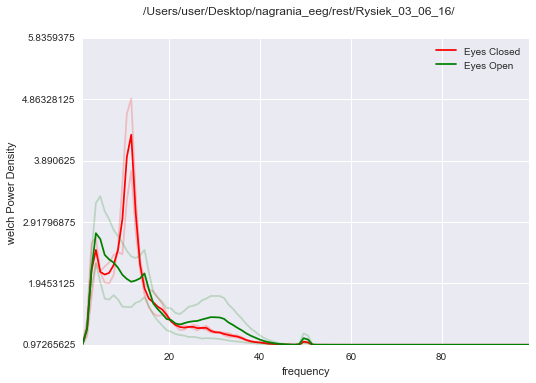 /Users/user/Desktop/nagrania_eeg/rest/Rysiek_03_06_16/
5.8359375
Eyes Closed
Eyes Open
4.86328125
3.890625
2.91796875
1.9453125
0.97265625
welch Power Density
20 40 60 80
frequency